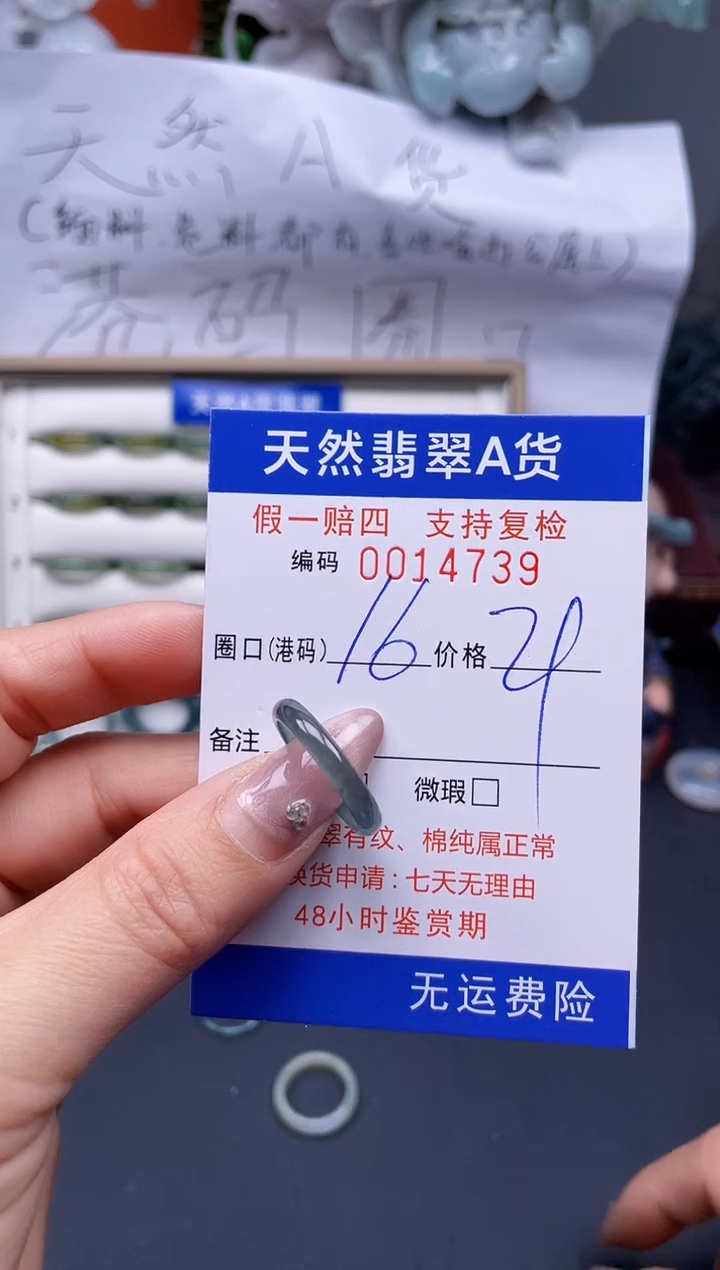 天然A货
港码圈口
天然翡翠A货
假一赔四 支持复检
编码 0014739
圈口(港码) 16 价格
备注
微瑕□
翠有纹、棉纯属正常
换货申请:七天无理由
48小时鉴赏期
无运费险